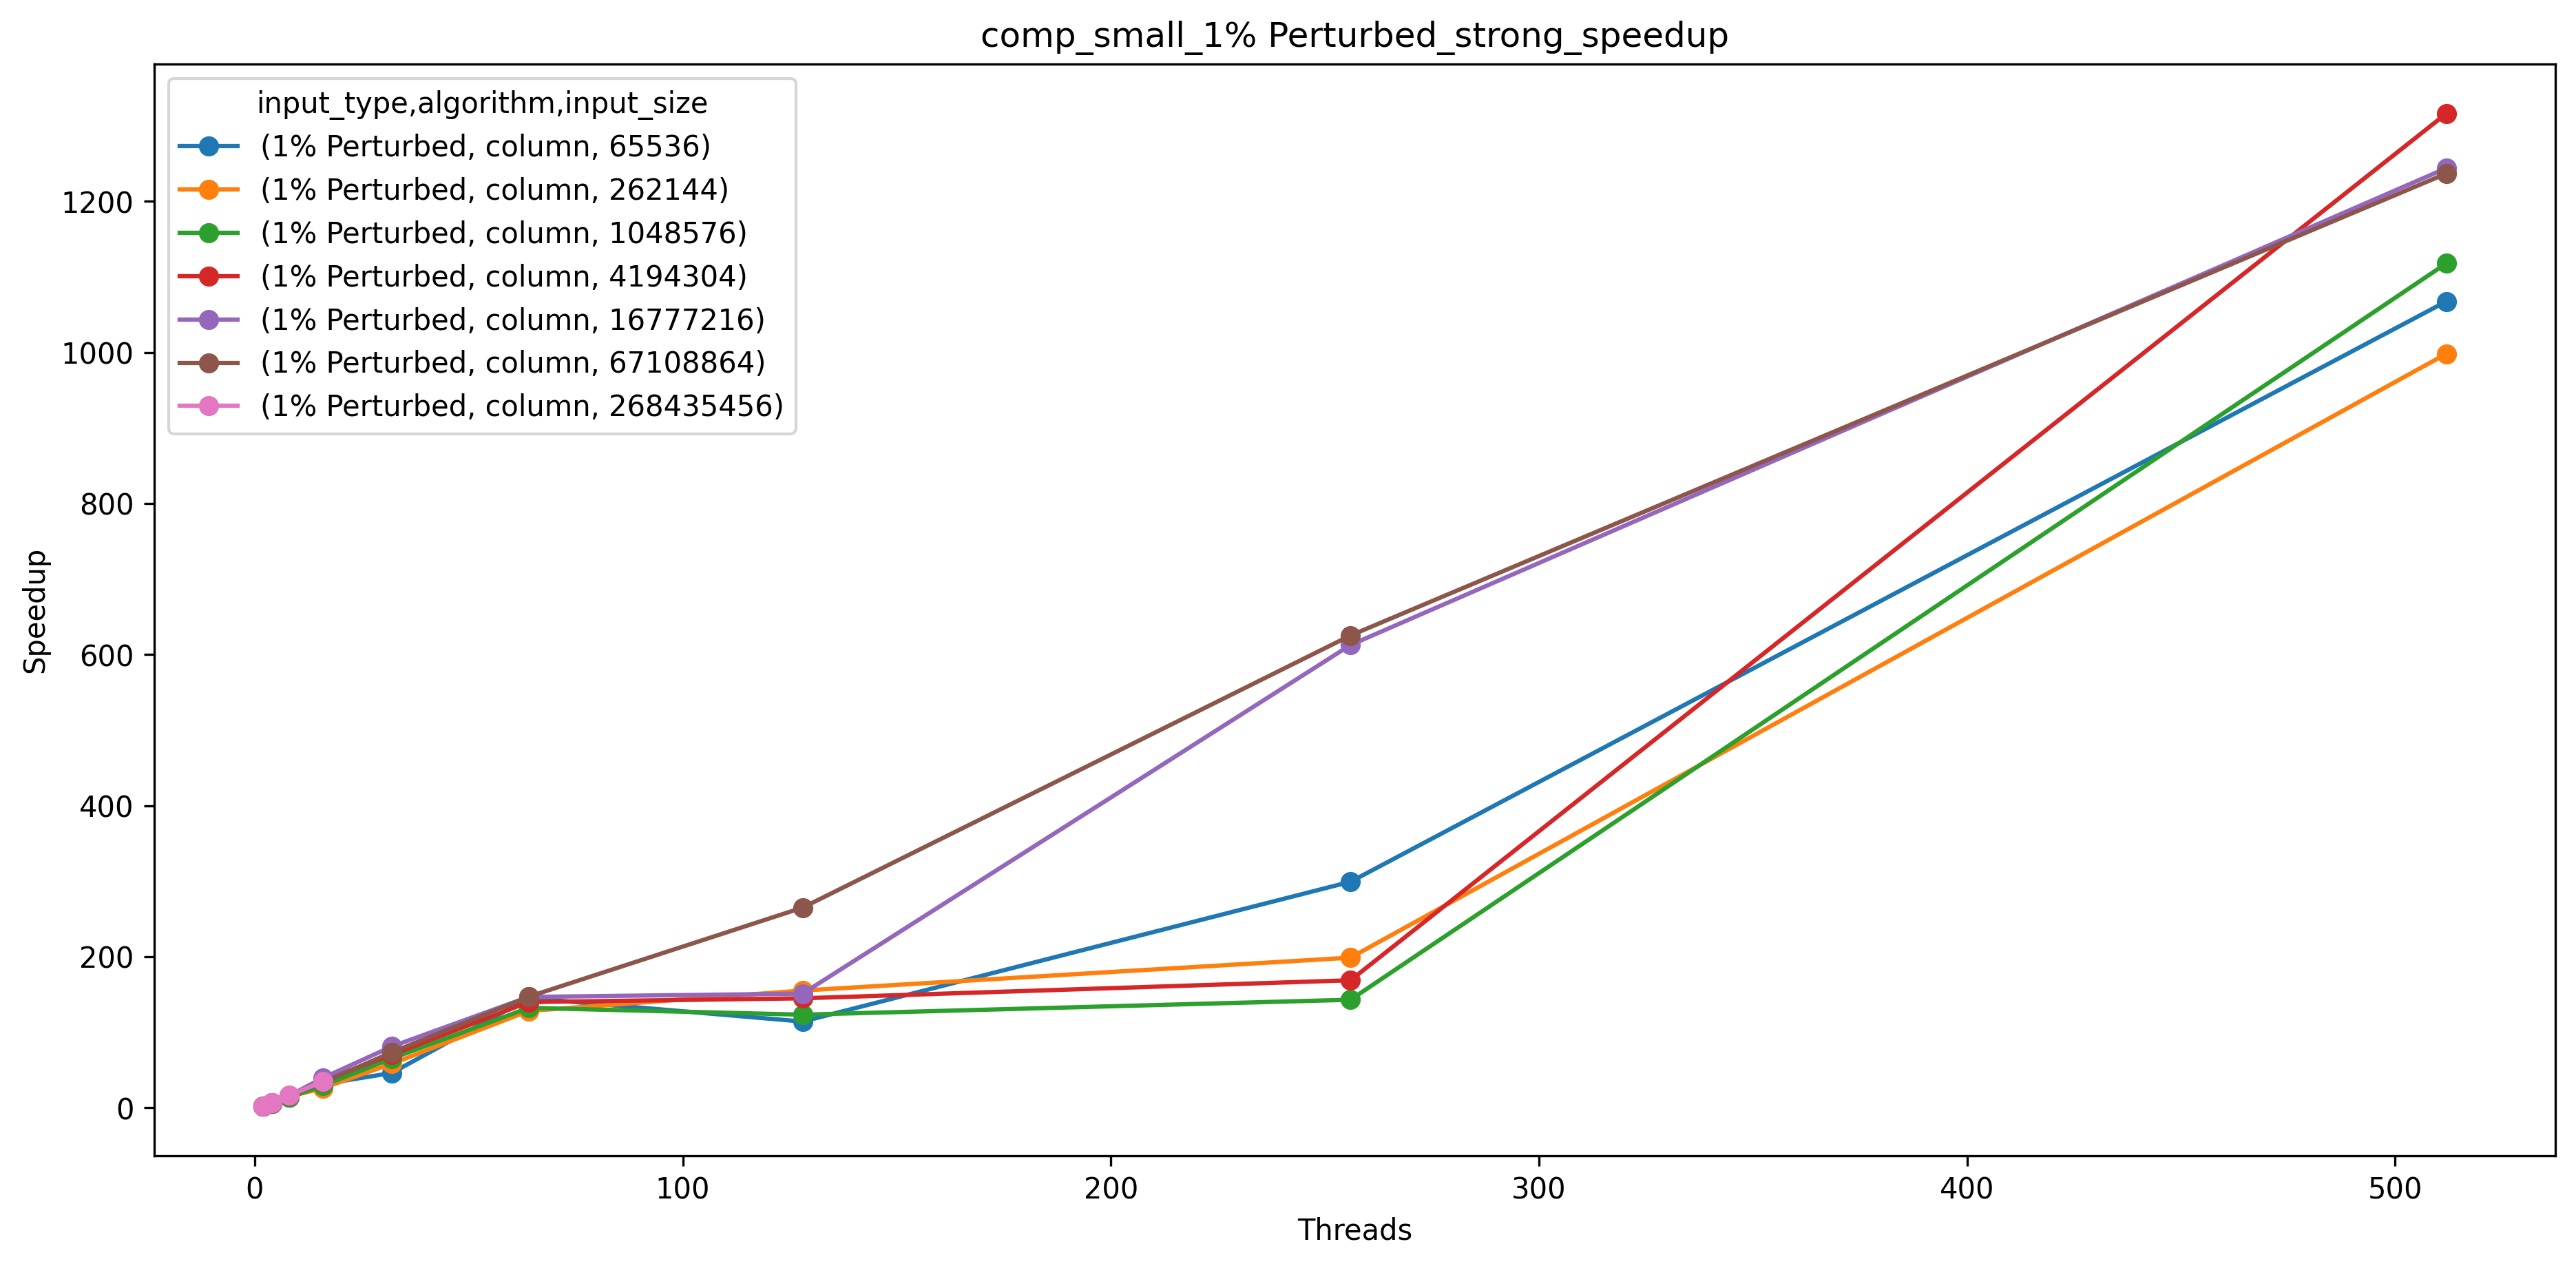 comp_small_1% Perturbed_strong_speedup
input_type,algorithm,input_size
(1% Perturbed, column, 65536)
(1% Perturbed, column, 262144)
(1% Perturbed, column, 1048576)
(1% Perturbed, column, 4194304)
(1% Perturbed, column, 16777216)
(1% Perturbed, column, 67108864)
(1% Perturbed, column, 268435456)
Speedup
1200
1000
800
600
400
200
0
0 100 200 300 400 500
Threads